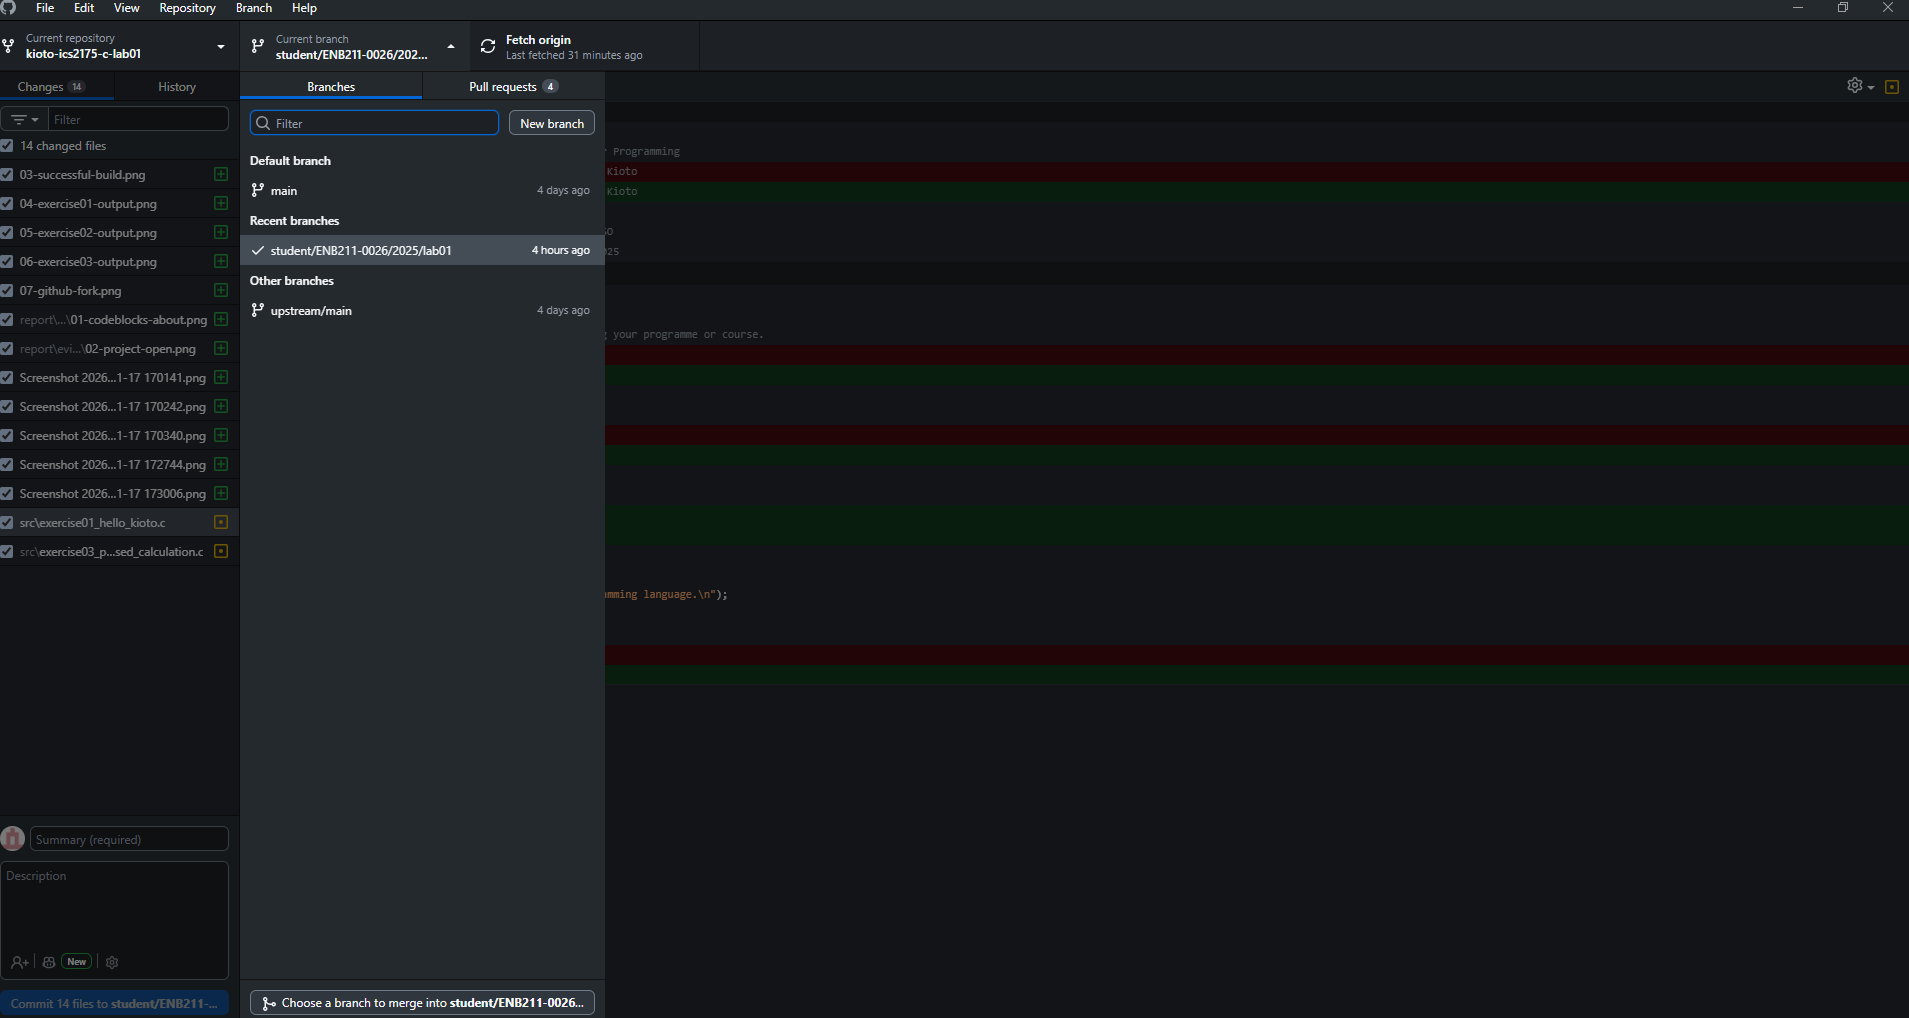 File Edit View Repository Branch Help
Current repository
kioto-ics2175-c-lab01
Current branch
student/ENB211-0026/202...
Fetch origin
Last fetched 31 minutes ago
Changes 14
History
Branches
Pull requests 4
Filter
Filter
New branch
14 changed files
Default branch
main 4 days ago
Recent branches
student/ENB211-0026/2025/lab01 4 hours ago
Other branches
upstream/main 4 days ago
03-successful-build.png
04-exercise01-output.png
05-exercise02-output.png
06-exercise03-output.png
07-github-fork.png
report\...\01-codeblocks-about.png
report\evi...\02-project-open.png
Screenshot 2026...1-17 170141.png
Screenshot 2026...1-17 170242.png
Screenshot 2026...1-17 170340.png
Screenshot 2026...1-17 172744.png
Screenshot 2026...1-17 173006.png
src\exercise01_hello_kioto.c
src\exercise03_p...sed_calculation.c
Programming
Kioto
Kioto
your programme or course.
language.\n");
Summary (required)
Description
New
Commit 14 files to student/ENB211-...
Choose a branch to merge into student/ENB211-0026...